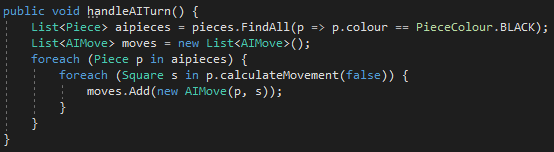 public void handleAITurn() {
    List<Piece> aipieces = pieces.FindAll(p => p.colour == PieceColour.BLACK);
    List<AIMove> moves = new List<AIMove>();
    foreach (Piece p in aipieces) {
        foreach (Square s in p.calculateMovement(false)) {
            moves.Add(new AIMove(p, s));
        }
    }
}